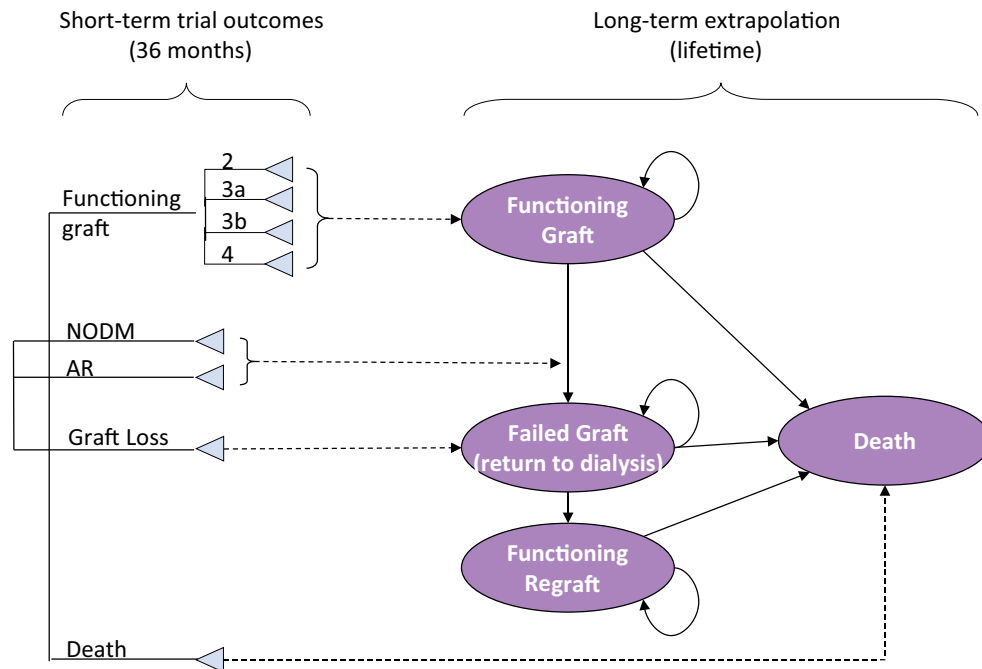 Short-term trial outcomes
(36 months)
Long-term extrapolation
(lifetime)
Functioning
graft
2
3a
3b
4
Functioning
Graft
NODM
AR
Graft Loss
Failed Graft
(return to dialysis)
Death
Functioning
Regraft
Death